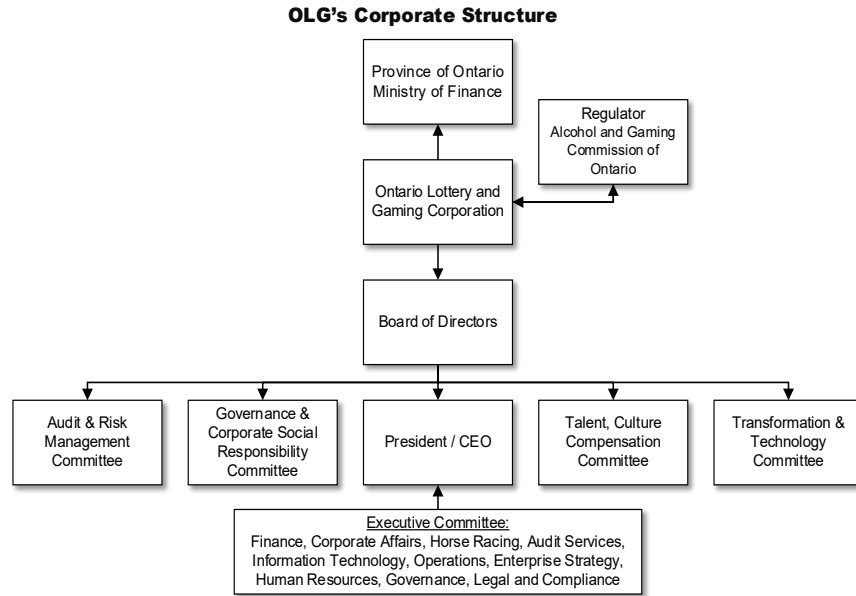 OLG's Corporate Structure
Province of Ontario
Ministry of Finance
Regulator
Alcohol and Gaming
Commission of
Ontario
Ontario Lottery and
Gaming Corporation
Board of Directors
Audit & Risk
Management
Committee
Governance &
Corporate Social
Responsibility
Committee
President / CEO
Talent, Culture
Compensation
Committee
Transformation &
Technology
Committee
Executive Committee:
Finance, Corporate Affairs, Horse Racing, Audit Services,
Information Technology, Operations, Enterprise Strategy,
Human Resources, Governance, Legal and Compliance